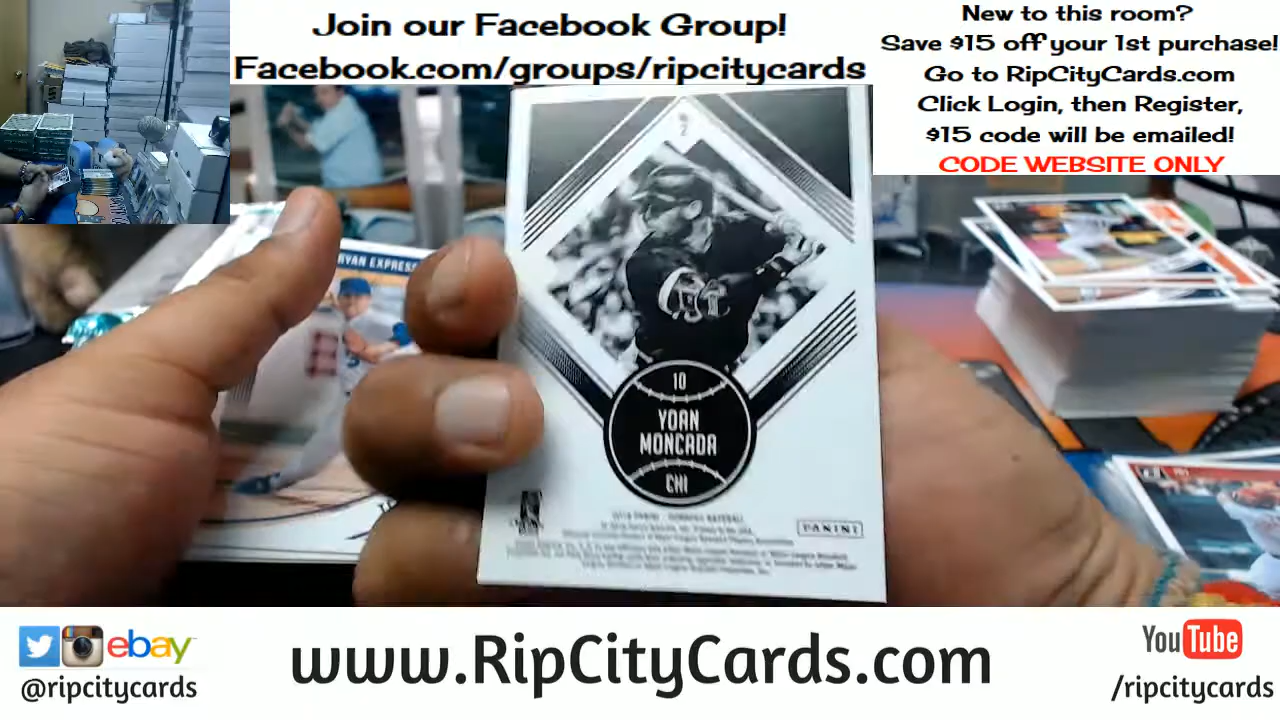 Join our Facebook Group!
Facebook.com/groups/ripcitycards
New to this room?
Save $15 off your 1st purchase!
Go to RipCityCards.com
Click Login, then Register,
$15 code will be emailed!
CODE WEBSITE ONLY
RYAN EXPRESS
10
YOAN
MONCADA
CHI
PANINI
ebay
@ripcitycards
www.RipCityCards.com
YouTube
/ripcitycards